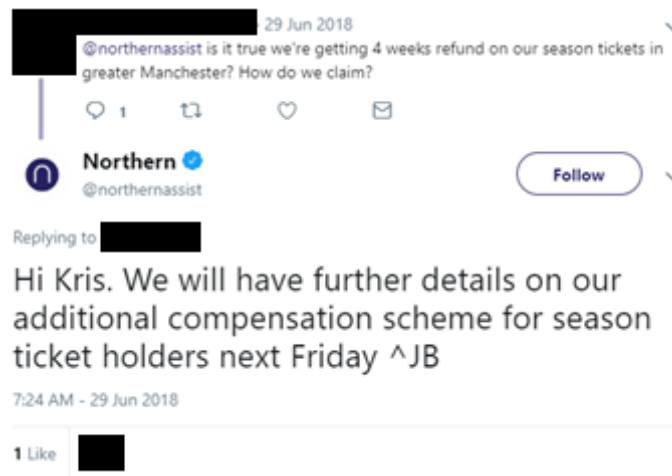 29 Jun 2018
@northernassist is it true we're getting 4 weeks refund on our season tickets in
greater Manchester? How do we claim?
1
Northern
Follow
@northernassist
Replying to
Hi Kris. We will have further details on our
additional compensation scheme for season
ticket holders next Friday ^JB
7:24 AM - 29 Jun 2018
1 Like